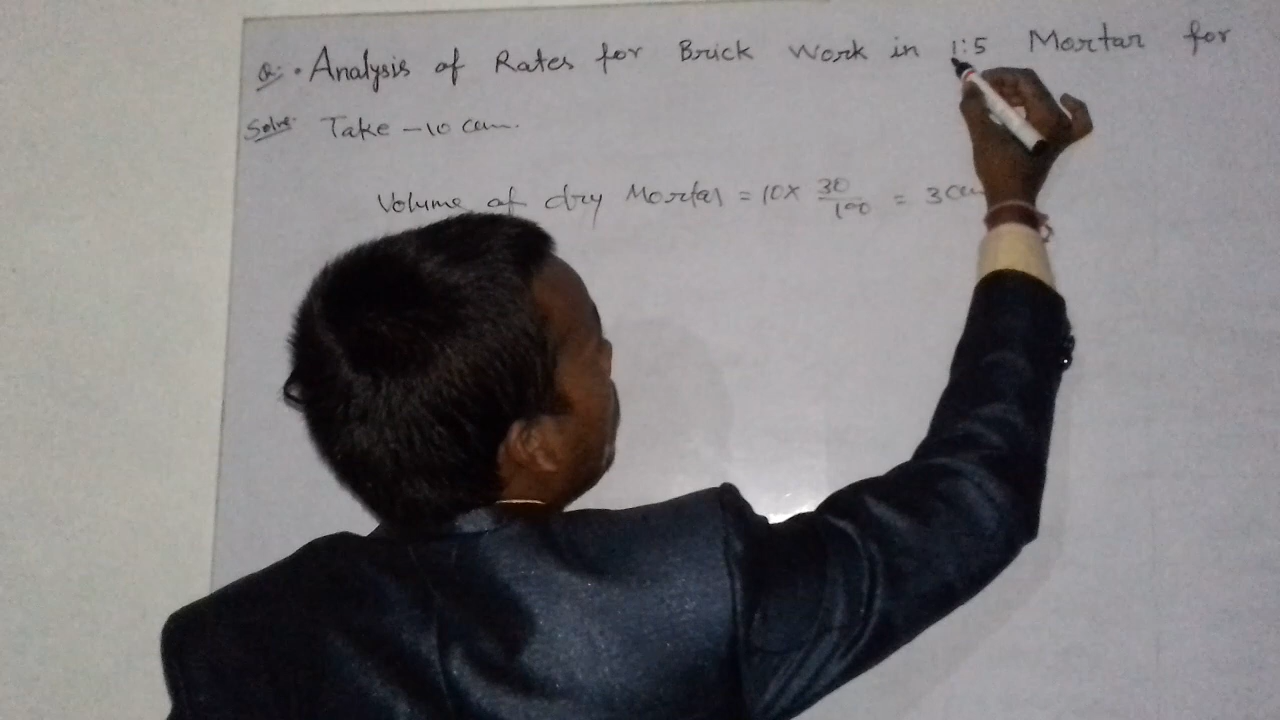 Q:. Analysis of Rates for Brick Work in 1:5 Mortar for
Solve. Take - 10 cum.
Volume of dry Mortar = 10 x 30/100 = 3 cum